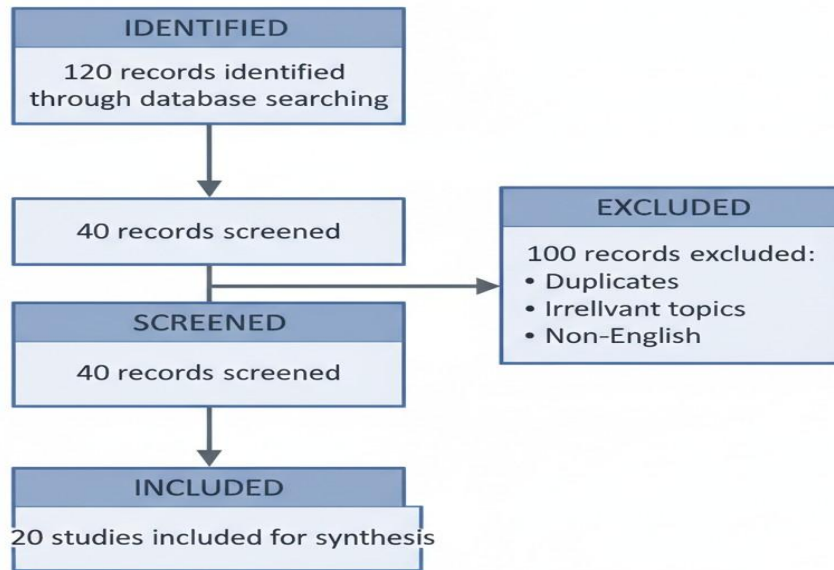 IDENTIFIED
120 records identified
through database searching
40 records screened
EXCLUDED
100 records excluded:
• Duplicates
• Irrellvant topics
• Non-English
SCREENED
40 records screened
INCLUDED
20 studies included for synthesis